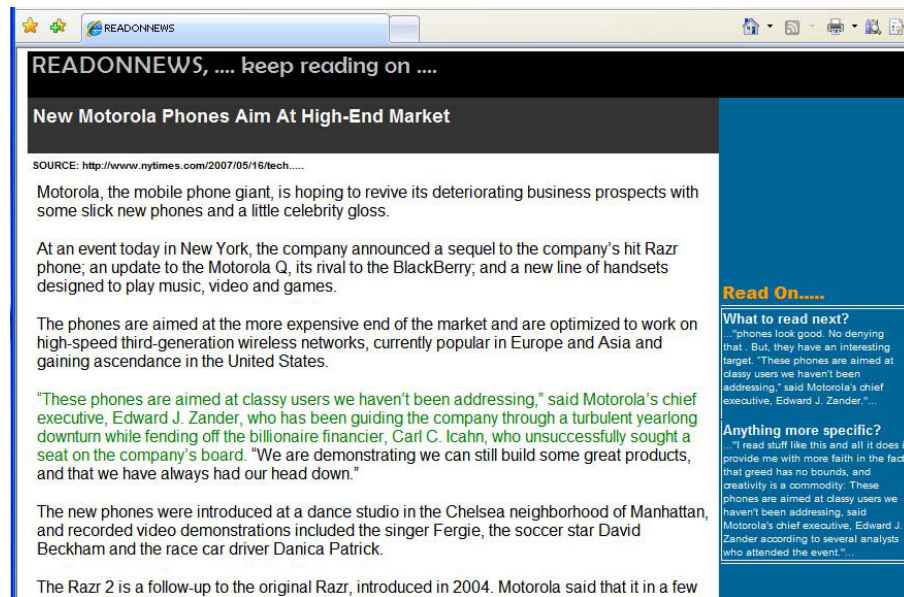 READONNEWS
READONNEWS, .... keep reading on ....
New Motorola Phones Aim At High-End Market
SOURCE: http://www.nytimes.com/2007/05/16/tech.....
Motorola, the mobile phone giant, is hoping to revive its deteriorating business prospects with
some slick new phones and a little celebrity gloss.
At an event today in New York, the company announced a sequel to the company's hit Razr
phone; an update to the Motorola Q, its rival to the BlackBerry; and a new line of handsets
designed to play music, video and games.
The phones are aimed at the more expensive end of the market and are optimized to work on
high-speed third-generation wireless networks, currently popular in Europe and Asia and
gaining ascendance in the United States.
"These phones are aimed at classy users we haven't been addressing," said Motorola's chief
executive, Edward J. Zander, who has been guiding the company through a turbulent yearlong
downturn while fending off the billionaire financier, Carl C. Icahn, who unsuccessfully sought a
seat on the company's board. "We are demonstrating we can still build some great products,
and that we have always had our head down."
The new phones were introduced at a dance studio in the Chelsea neighborhood of Manhattan,
and recorded video demonstrations included the singer Fergie, the soccer star David
Beckham and the race car driver Danica Patrick.
The Razr 2 is a follow-up to the original Razr, introduced in 2004. Motorola said that it in a few
Read On.....
What to read next?
..."phones look good. No denying
that . But, they have an interesting
target. "These phones are aimed at
classy users we haven't been
addressing," said Motorola's chief
executive, Edward J. Zander."...
Anything more specific?
..."I read stuff like this and all it does i
provide me with more faith in the fact
that greed has no bounds, and
creativity is a commodity: These
phones are aimed at classy users we
haven't been addressing, said
Motorola's chief executive, Edward J.
Zander according to several analysts
who attended the event."...